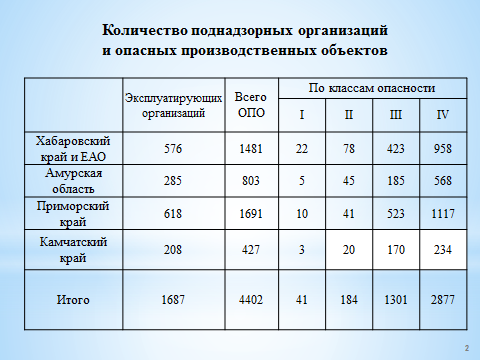 Количество поднадзорных организаций
и опасных производственных объектов
Эксплуатирующих
организаций
Всего
ОПО
По классам опасности
I II III IV
Хабаровский
край и ЕАО
576 1481 22 78 423 958
Амурская
область
285 803 5 45 185 568
Приморский
край
618 1691 10 41 523 1117
Камчатский
край
208 427 3 20 170 234
Итого 1687 4402 41 184 1301 2877
2